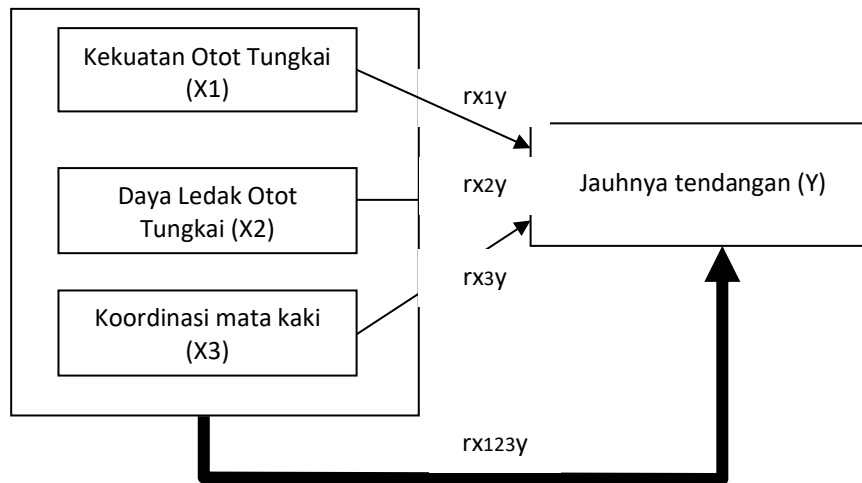 Kekuatan Otot Tungkai
(X1)
rx1y
Daya Ledak Otot
Tungkai (X2)
rx2y
Jauhnya tendangan (Y)
rx3y
Koordinasi mata kaki
(X3)
rx123y